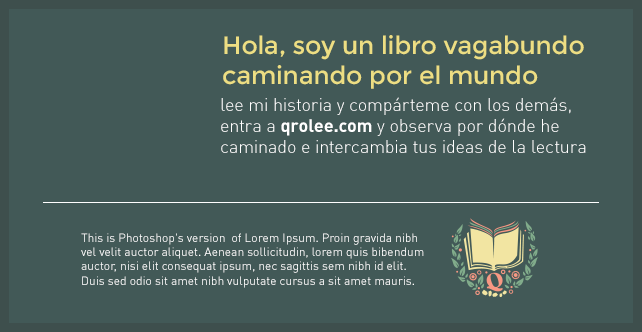 Hola, soy un libro vagabundo
caminando por el mundo
lee mi historia y compárteme con los demás,
entra a qrolee.com y observa por dónde he
caminado e intercambia tus ideas de la lectura
This is Photoshop's version of Lorem Ipsum. Proin gravida nibh
vel velit auctor aliquet. Aenean sollicitudin, lorem quis bibendum
auctor, nisi elit consequat ipsum, nec sagittis sem nibh id elit.
Duis sed odio sit amet nibh vulputate cursus a sit amet mauris.
Q